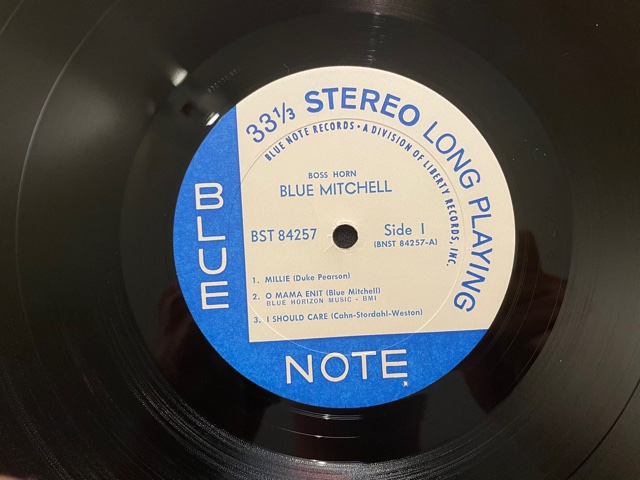 33 1/3 STEREO LONG PLAYING
BLUE NOTE RECORDS • A DIVISION OF LIBERTY RECORDS, INC.
BOSS HORN
BLUE MITCHELL
BST 84257
Side 1
(BNST 84257-A)
1. MILLIE (Duke Pearson)
2. O MAMA ENIT (Blue Mitchell)
BLUE HORIZON MUSIC - BMI
3. I SHOULD CARE (Cahn-Stordahl-Weston)
BLUE
NOTE®